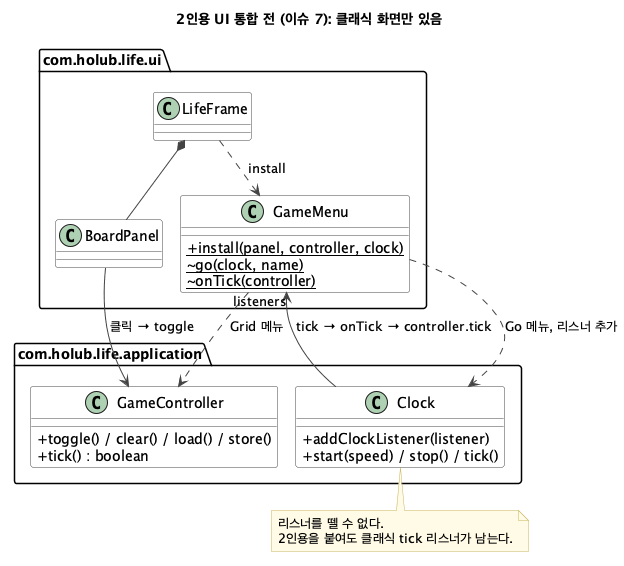 2인용 UI 통합 전 (이슈 7): 클래식 화면만 있음
com.holub.life.ui
C LifeFrame
install
C BoardPanel
C GameMenu
+install(panel, controller, clock)
~go(clock, name)
~onTick(controller)
listeners
클릭 → toggle
Grid 메뉴
tick → onTick → controller.tick
Go 메뉴, 리스너 추가
com.holub.life.application
C GameController
+toggle() / clear() / load() / store()
+tick() : boolean
C Clock
+addClockListener(listener)
+start(speed) / stop() / tick()
리스너를 뗄 수 없다.
2인용을 붙여도 클래식 tick 리스너가 남는다.